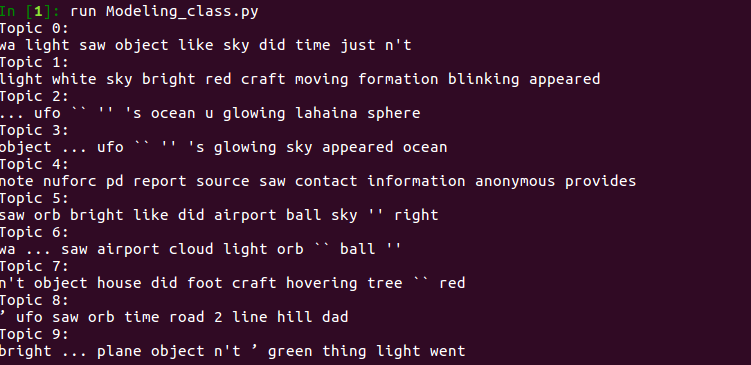 In [1]: run Modeling_class.py
Topic 0:
wa light saw object like sky did time just n't
Topic 1:
light white sky bright red craft moving formation blinking appeared
Topic 2:
... ufo `` '' 's ocean u glowing lahaina sphere
Topic 3:
object ... ufo `` '' 's glowing sky appeared ocean
Topic 4:
note nuforc pd report source saw contact information anonymous provides
Topic 5:
saw orb bright like did airport ball sky '' right
Topic 6:
wa ... saw airport cloud light orb `` ball ''
Topic 7:
n't object house did foot craft hovering tree `` red
Topic 8:
’ ufo saw orb time road 2 line hill dad
Topic 9:
bright ... plane object n't ’ green thing light went